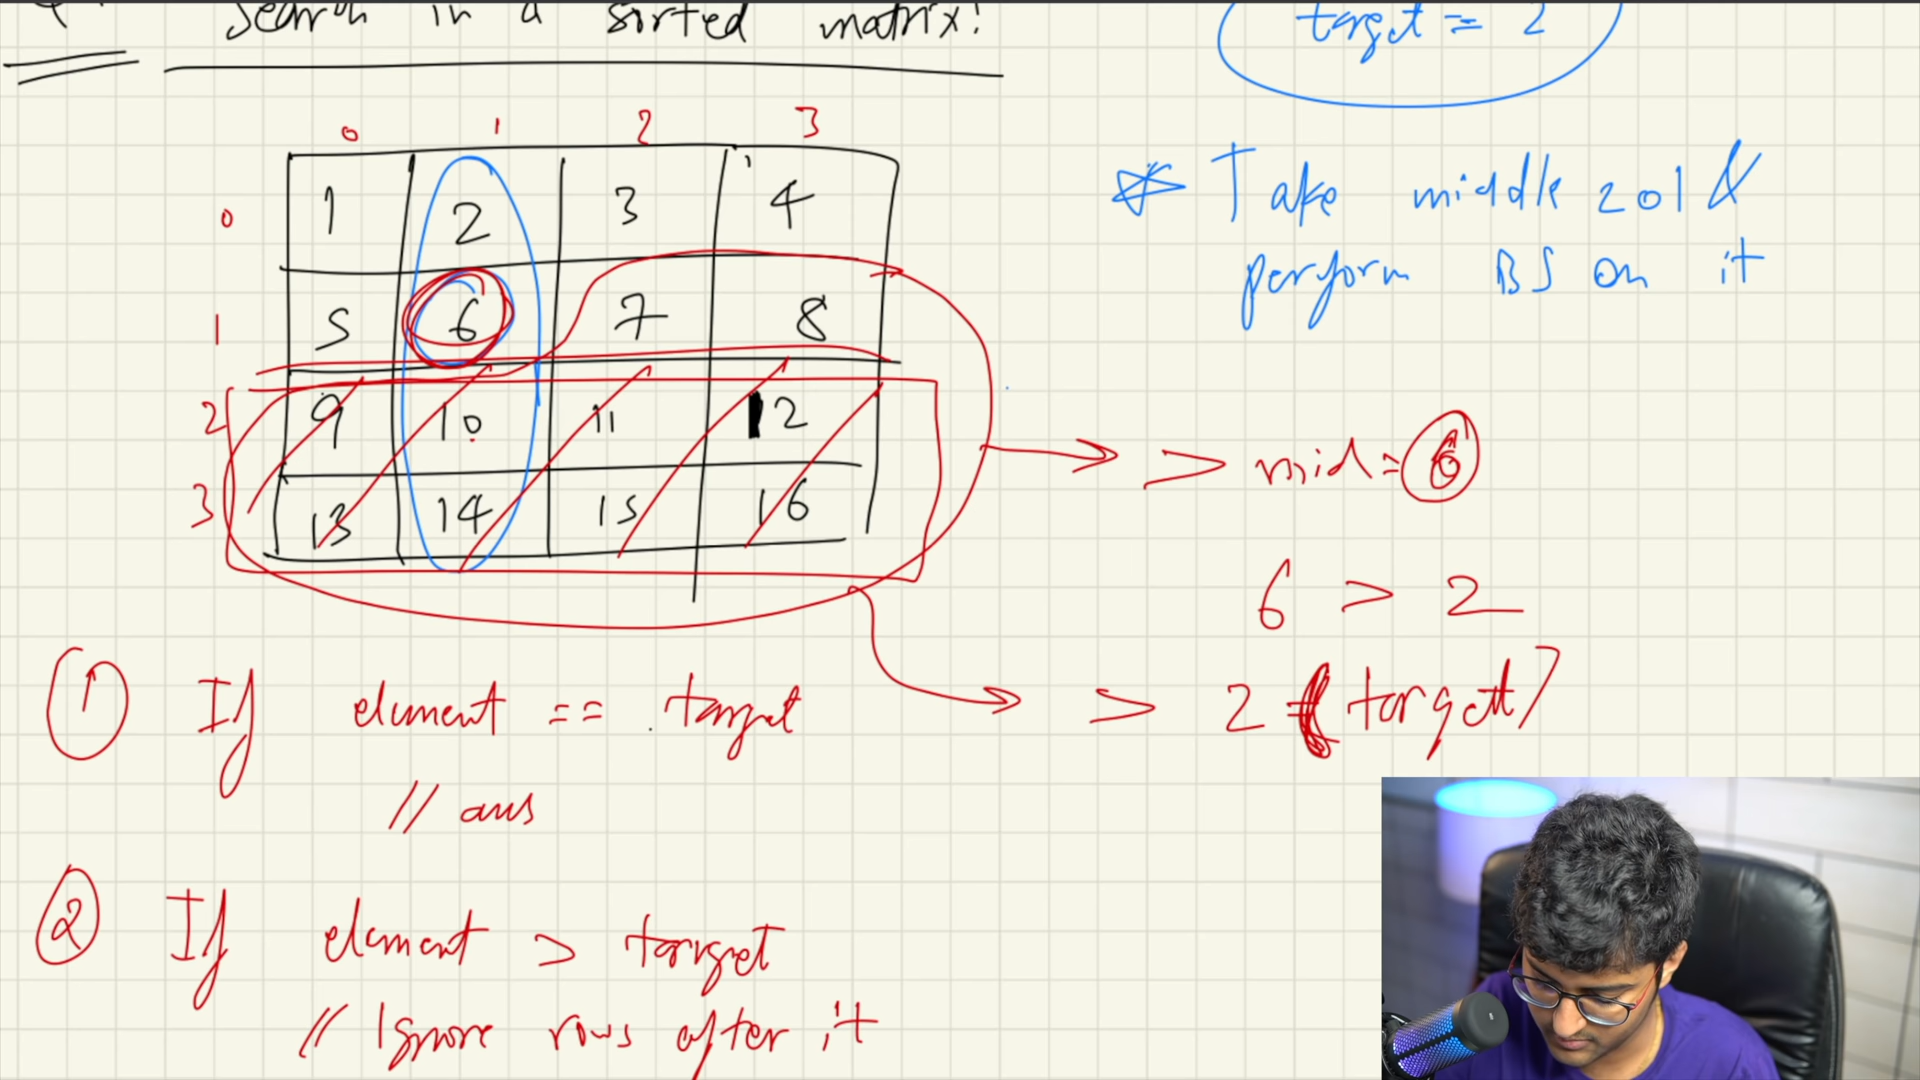 search in a sorted matrix!
target = 2
0 1 2 3
0 1 2 3 4
1 5 6 7 8
2 9 10 11 12
3 13 14 15 16
* Take middle col &
perform BS on it
> mid = 6
6 > 2
> 2 (target)
① If element == target
// ans
② If element > target
// Ignore rows after it